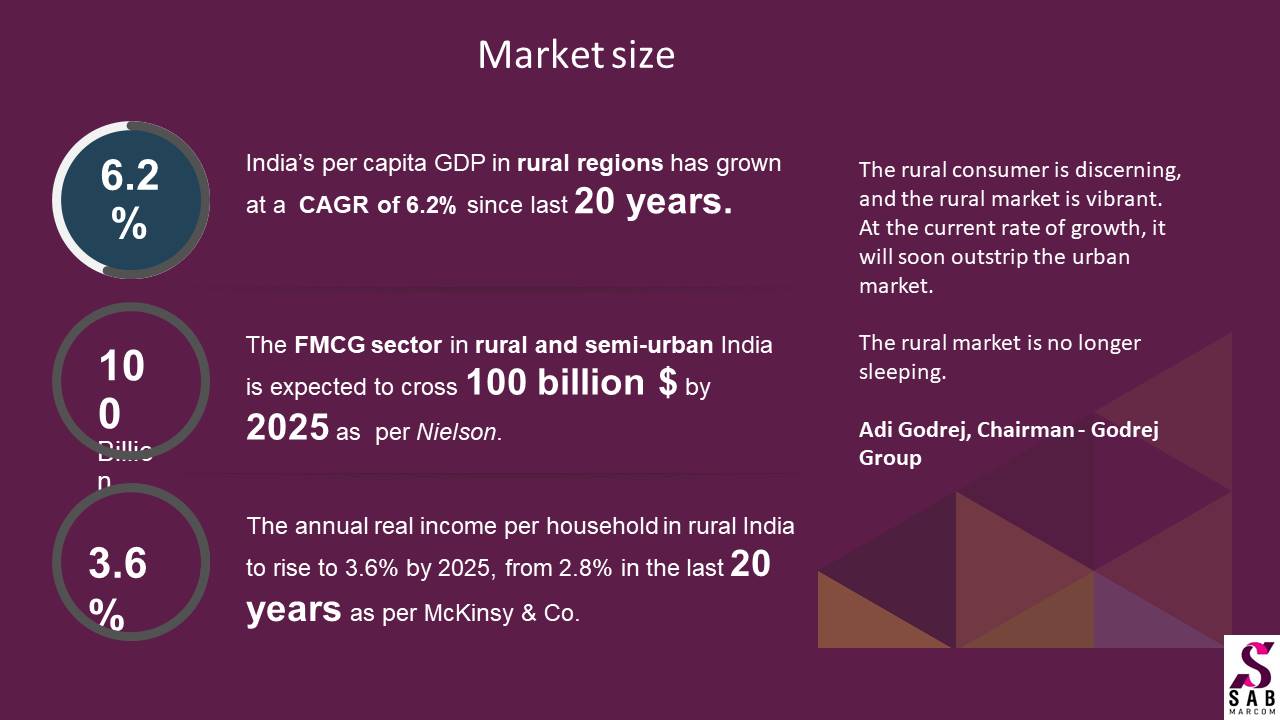 Market size
6.2
%
India’s per capita GDP in rural regions has grown
at a CAGR of 6.2% since last 20 years.
10
0
Billio
n
The FMCG sector in rural and semi-urban India
is expected to cross 100 billion $ by
2025 as per Nielson.
3.6
%
The annual real income per household in rural India
to rise to 3.6% by 2025, from 2.8% in the last 20
years as per McKinsy & Co.
The rural consumer is discerning,
and the rural market is vibrant.
At the current rate of growth, it
will soon outstrip the urban
market.
The rural market is no longer
sleeping.
Adi Godrej, Chairman - Godrej
Group
SAB
MARCOM